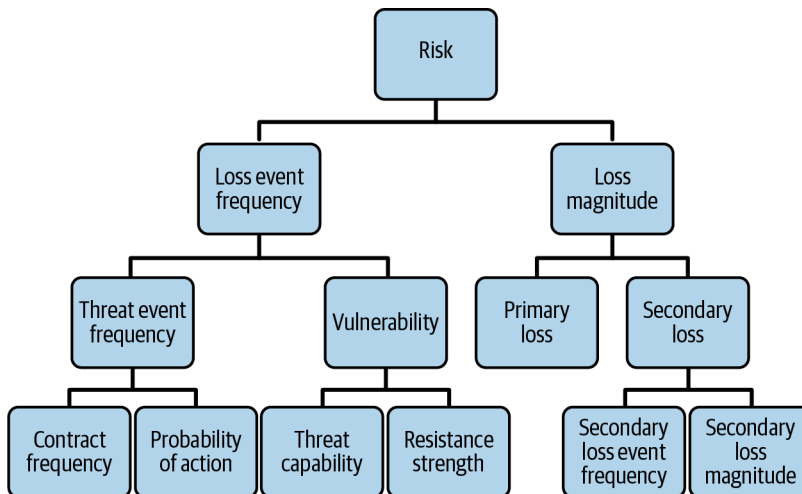 Risk
Loss event
frequency
Loss
magnitude
Threat event
frequency
Vulnerability
Primary
loss
Secondary
loss
Contract
frequency
Probability
of action
Threat
capability
Resistance
strength
Secondary
loss event
frequency
Secondary
loss
magnitude